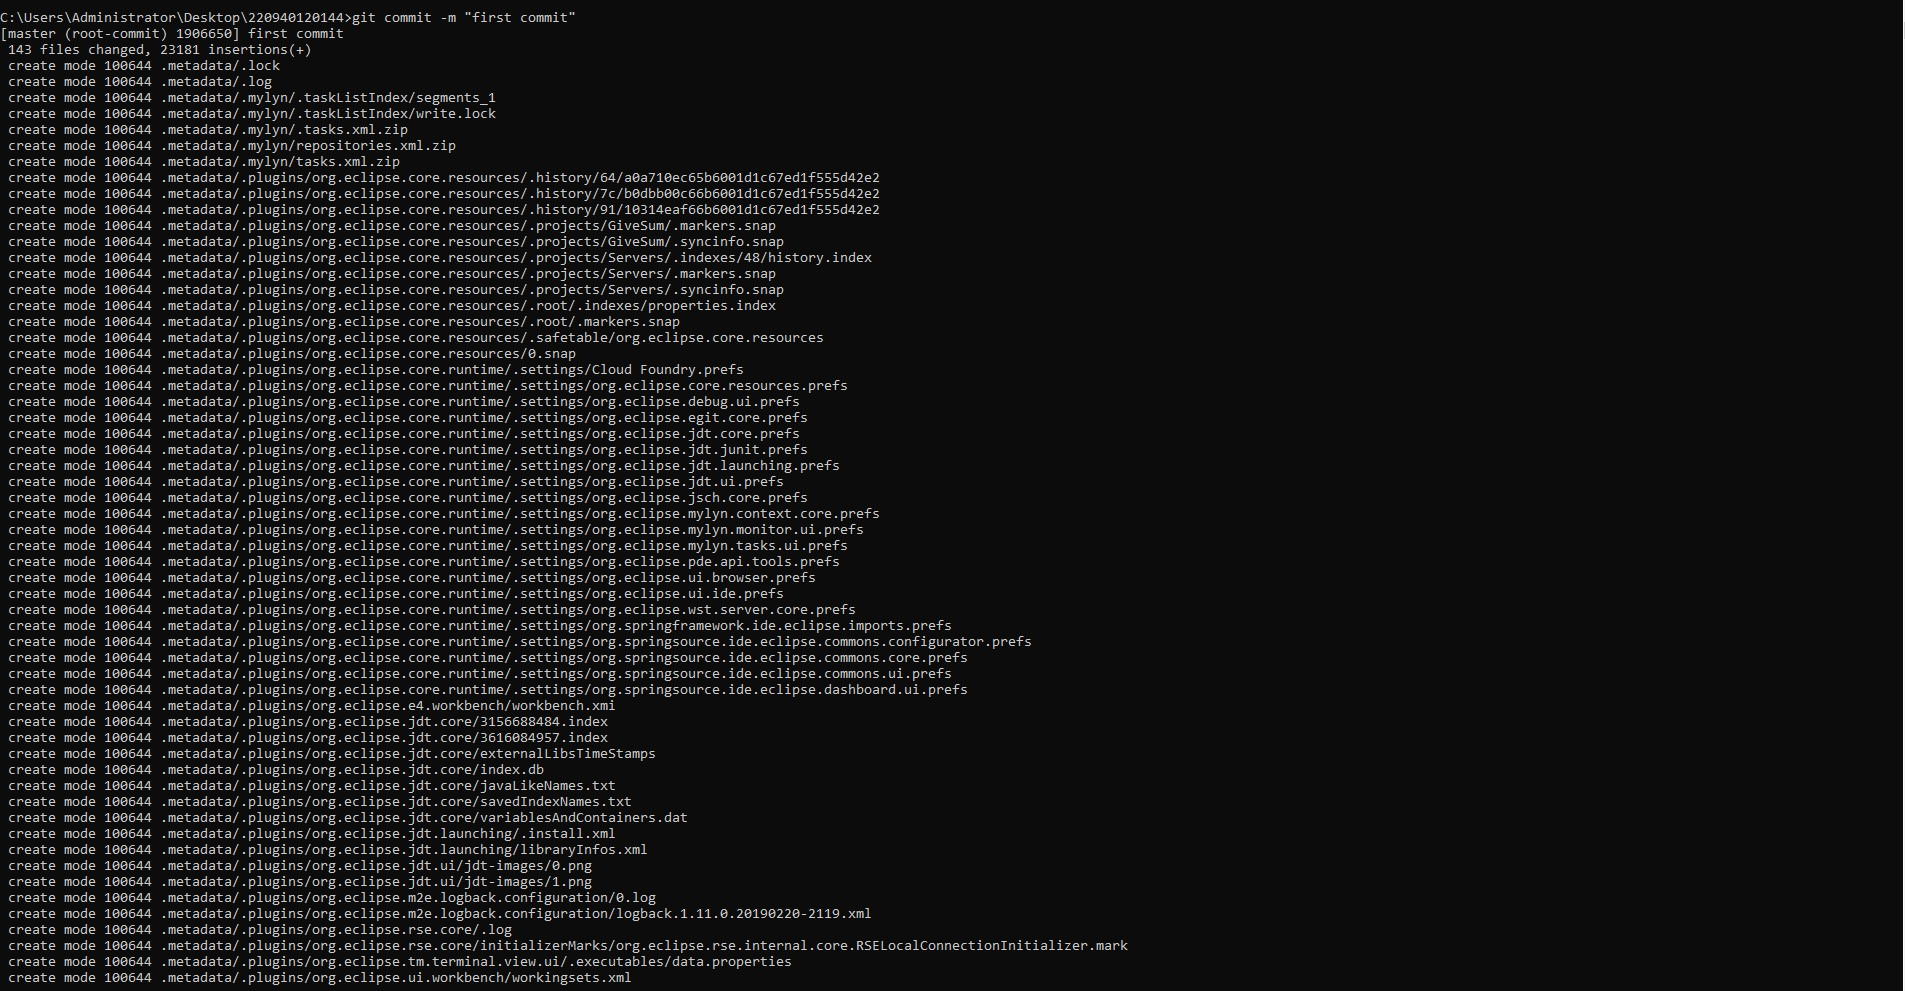 C:\Users\Administrator\Desktop\220940120144>git commit -m "first commit"
[master (root-commit) 1906650] first commit
 143 files changed, 23181 insertions(+)
 create mode 100644 .metadata/.lock
 create mode 100644 .metadata/.log
 create mode 100644 .metadata/.mylyn/.taskListIndex/segments_1
 create mode 100644 .metadata/.mylyn/.taskListIndex/write.lock
 create mode 100644 .metadata/.mylyn/.tasks.xml.zip
 create mode 100644 .metadata/.mylyn/repositories.xml.zip
 create mode 100644 .metadata/.mylyn/tasks.xml.zip
 create mode 100644 .metadata/.plugins/org.eclipse.core.resources/.history/64/a0a710ec65b6001d1c67ed1f555d42e2
 create mode 100644 .metadata/.plugins/org.eclipse.core.resources/.history/7c/b0dbb00c66b6001d1c67ed1f555d42e2
 create mode 100644 .metadata/.plugins/org.eclipse.core.resources/.history/91/10314eaf66b6001d1c67ed1f555d42e2
 create mode 100644 .metadata/.plugins/org.eclipse.core.resources/.projects/GiveSum/.markers.snap
 create mode 100644 .metadata/.plugins/org.eclipse.core.resources/.projects/GiveSum/.syncinfo.snap
 create mode 100644 .metadata/.plugins/org.eclipse.core.resources/.projects/Servers/.indexes/48/history.index
 create mode 100644 .metadata/.plugins/org.eclipse.core.resources/.projects/Servers/.markers.snap
 create mode 100644 .metadata/.plugins/org.eclipse.core.resources/.projects/Servers/.syncinfo.snap
 create mode 100644 .metadata/.plugins/org.eclipse.core.resources/.root/.indexes/properties.index
 create mode 100644 .metadata/.plugins/org.eclipse.core.resources/.root/.markers.snap
 create mode 100644 .metadata/.plugins/org.eclipse.core.resources/.safetable/org.eclipse.core.resources
 create mode 100644 .metadata/.plugins/org.eclipse.core.resources/0.snap
 create mode 100644 .metadata/.plugins/org.eclipse.core.runtime/.settings/Cloud Foundry.prefs
 create mode 100644 .metadata/.plugins/org.eclipse.core.runtime/.settings/org.eclipse.core.resources.prefs
 create mode 100644 .metadata/.plugins/org.eclipse.core.runtime/.settings/org.eclipse.debug.ui.prefs
 create mode 100644 .metadata/.plugins/org.eclipse.core.runtime/.settings/org.eclipse.egit.core.prefs
 create mode 100644 .metadata/.plugins/org.eclipse.core.runtime/.settings/org.eclipse.jdt.core.prefs
 create mode 100644 .metadata/.plugins/org.eclipse.core.runtime/.settings/org.eclipse.jdt.junit.prefs
 create mode 100644 .metadata/.plugins/org.eclipse.core.runtime/.settings/org.eclipse.jdt.launching.prefs
 create mode 100644 .metadata/.plugins/org.eclipse.core.runtime/.settings/org.eclipse.jdt.ui.prefs
 create mode 100644 .metadata/.plugins/org.eclipse.core.runtime/.settings/org.eclipse.jsch.core.prefs
 create mode 100644 .metadata/.plugins/org.eclipse.core.runtime/.settings/org.eclipse.mylyn.context.core.prefs
 create mode 100644 .metadata/.plugins/org.eclipse.core.runtime/.settings/org.eclipse.mylyn.monitor.ui.prefs
 create mode 100644 .metadata/.plugins/org.eclipse.core.runtime/.settings/org.eclipse.mylyn.tasks.ui.prefs
 create mode 100644 .metadata/.plugins/org.eclipse.core.runtime/.settings/org.eclipse.pde.api.tools.prefs
 create mode 100644 .metadata/.plugins/org.eclipse.core.runtime/.settings/org.eclipse.ui.browser.prefs
 create mode 100644 .metadata/.plugins/org.eclipse.core.runtime/.settings/org.eclipse.ui.ide.prefs
 create mode 100644 .metadata/.plugins/org.eclipse.core.runtime/.settings/org.eclipse.wst.server.core.prefs
 create mode 100644 .metadata/.plugins/org.eclipse.core.runtime/.settings/org.springframework.ide.eclipse.imports.prefs
 create mode 100644 .metadata/.plugins/org.eclipse.core.runtime/.settings/org.springsource.ide.eclipse.commons.configurator.prefs
 create mode 100644 .metadata/.plugins/org.eclipse.core.runtime/.settings/org.springsource.ide.eclipse.commons.core.prefs
 create mode 100644 .metadata/.plugins/org.eclipse.core.runtime/.settings/org.springsource.ide.eclipse.commons.ui.prefs
 create mode 100644 .metadata/.plugins/org.eclipse.core.runtime/.settings/org.springsource.ide.eclipse.dashboard.ui.prefs
 create mode 100644 .metadata/.plugins/org.eclipse.e4.workbench/workbench.xmi
 create mode 100644 .metadata/.plugins/org.eclipse.jdt.core/3156688484.index
 create mode 100644 .metadata/.plugins/org.eclipse.jdt.core/3616084957.index
 create mode 100644 .metadata/.plugins/org.eclipse.jdt.core/externalLibsTimeStamps
 create mode 100644 .metadata/.plugins/org.eclipse.jdt.core/index.db
 create mode 100644 .metadata/.plugins/org.eclipse.jdt.core/javaLikeNames.txt
 create mode 100644 .metadata/.plugins/org.eclipse.jdt.core/savedIndexNames.txt
 create mode 100644 .metadata/.plugins/org.eclipse.jdt.core/variablesAndContainers.dat
 create mode 100644 .metadata/.plugins/org.eclipse.jdt.launching/.install.xml
 create mode 100644 .metadata/.plugins/org.eclipse.jdt.launching/libraryInfos.xml
 create mode 100644 .metadata/.plugins/org.eclipse.jdt.ui/jdt-images/0.png
 create mode 100644 .metadata/.plugins/org.eclipse.jdt.ui/jdt-images/1.png
 create mode 100644 .metadata/.plugins/org.eclipse.m2e.logback.configuration/0.log
 create mode 100644 .metadata/.plugins/org.eclipse.m2e.logback.configuration/logback.1.11.0.20190220-2119.xml
 create mode 100644 .metadata/.plugins/org.eclipse.rse.core/.log
 create mode 100644 .metadata/.plugins/org.eclipse.rse.core/initializerMarks/org.eclipse.rse.internal.core.RSELocalConnectionInitializer.mark
 create mode 100644 .metadata/.plugins/org.eclipse.tm.terminal.view.ui/.executables/data.properties
 create mode 100644 .metadata/.plugins/org.eclipse.ui.workbench/workingsets.xml